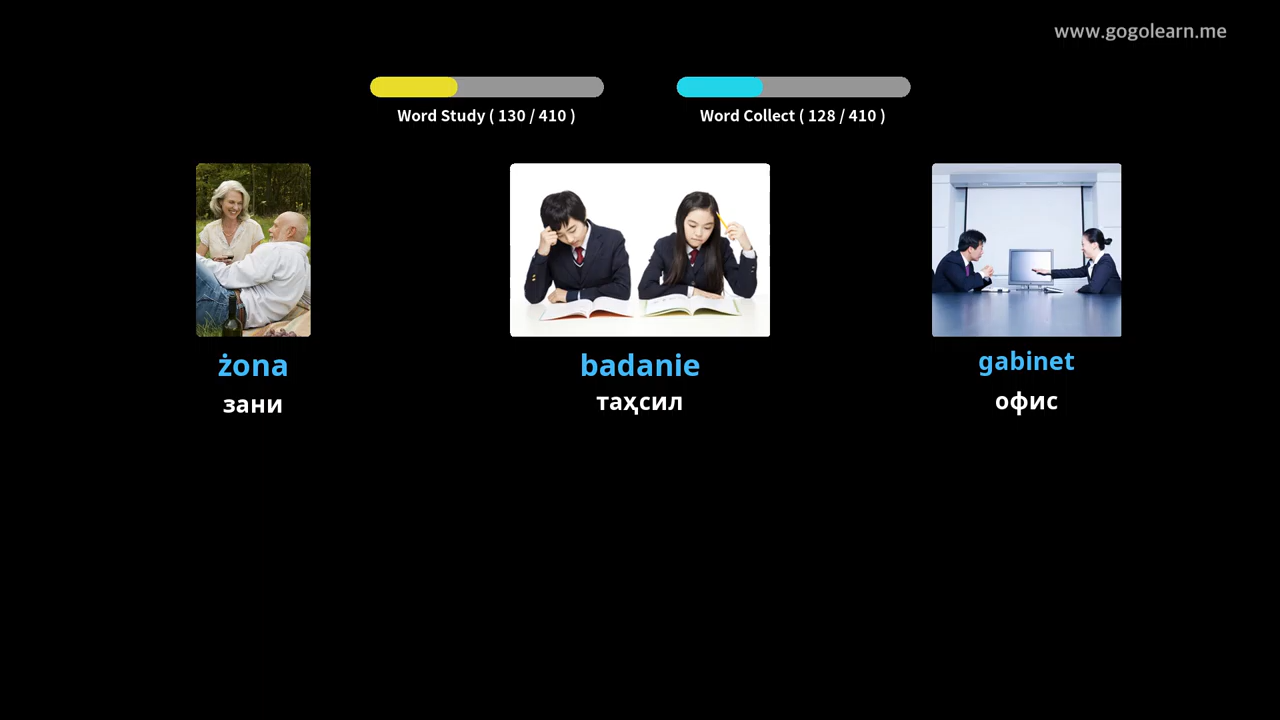 www.gogolearn.me
Word Study ( 130 / 410 )
Word Collect ( 128 / 410 )
żona
badanie
gabinet
зани
таҳсил
офис